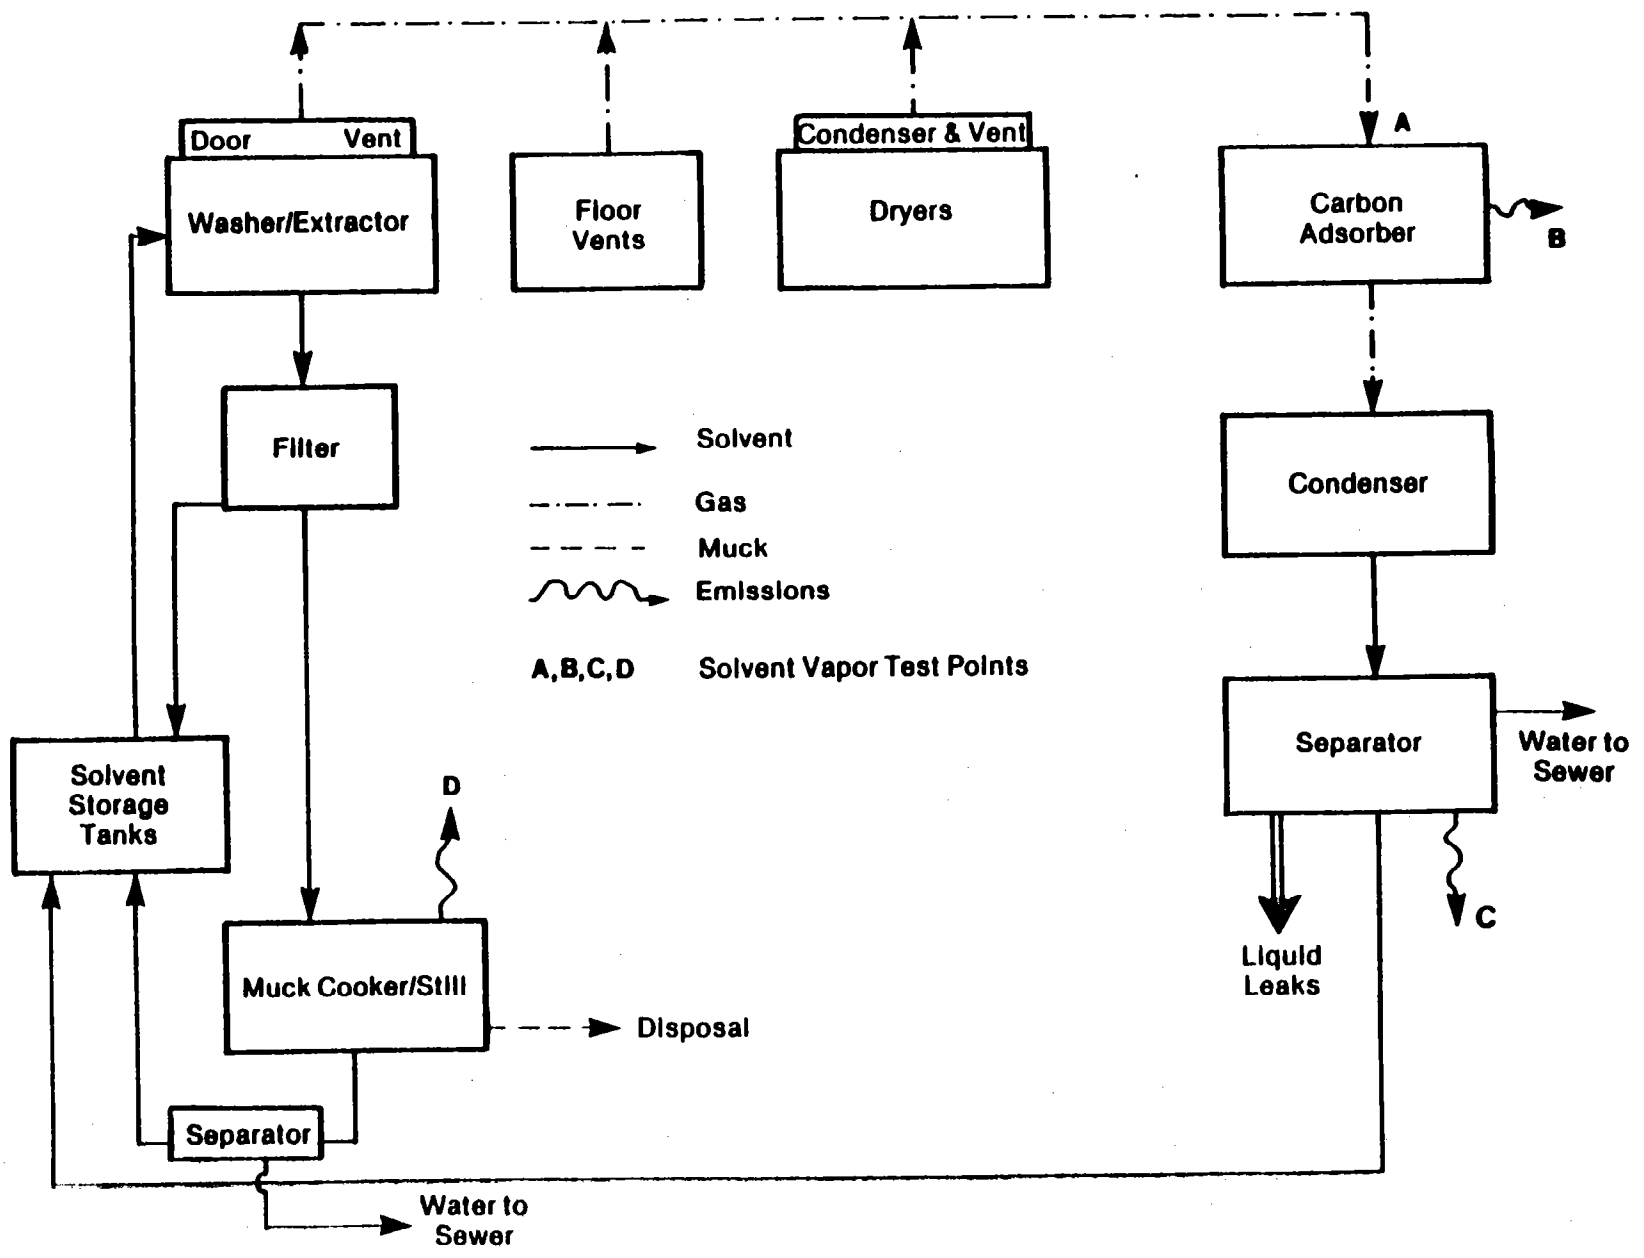 A
Door Vent
Condenser & Vent
Washer/Extractor
Floor
Vents
Dryers
Carbon
Adsorber
B
Filter
Solvent
Gas
Muck
Emissions
A,B,C,D Solvent Vapor Test Points
Condenser
Separator
Water to
Sewer
Solvent
Storage
Tanks
D
C
Liquid
Leaks
Muck Cooker/Still
Disposal
Separator
Water to
Sewer